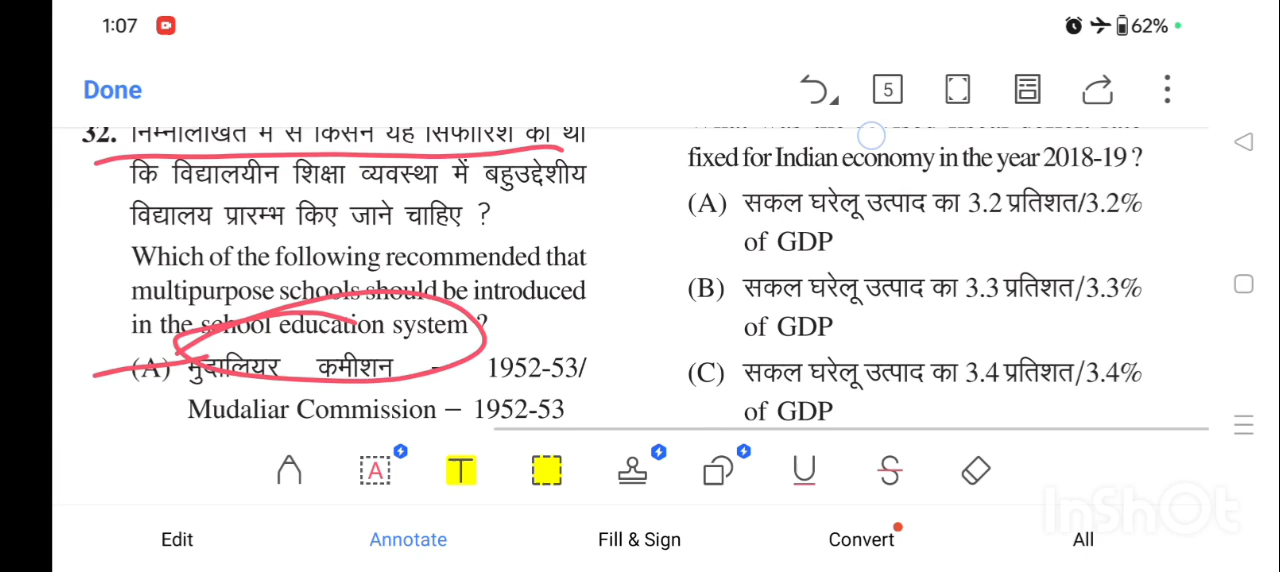 1:07
62%
Done
5
32. निम्नलिखित में से किसने यह सिफारिश की थी
कि विद्यालयीन शिक्षा व्यवस्था में बहुउद्देशीय
विद्यालय प्रारम्भ किए जाने चाहिए ?
Which of the following recommended that
multipurpose schools should be introduced
in the school education system ?
(A) मुदालियर कमीशन – 1952-53/
Mudaliar Commission – 1952-53
fixed for Indian economy in the year 2018-19 ?
(A) सकल घरेलू उत्पाद का 3.2 प्रतिशत/3.2%
of GDP
(B) सकल घरेलू उत्पाद का 3.3 प्रतिशत/3.3%
of GDP
(C) सकल घरेलू उत्पाद का 3.4 प्रतिशत/3.4%
of GDP
A T U S
InShOt
Edit Annotate Fill & Sign Convert All